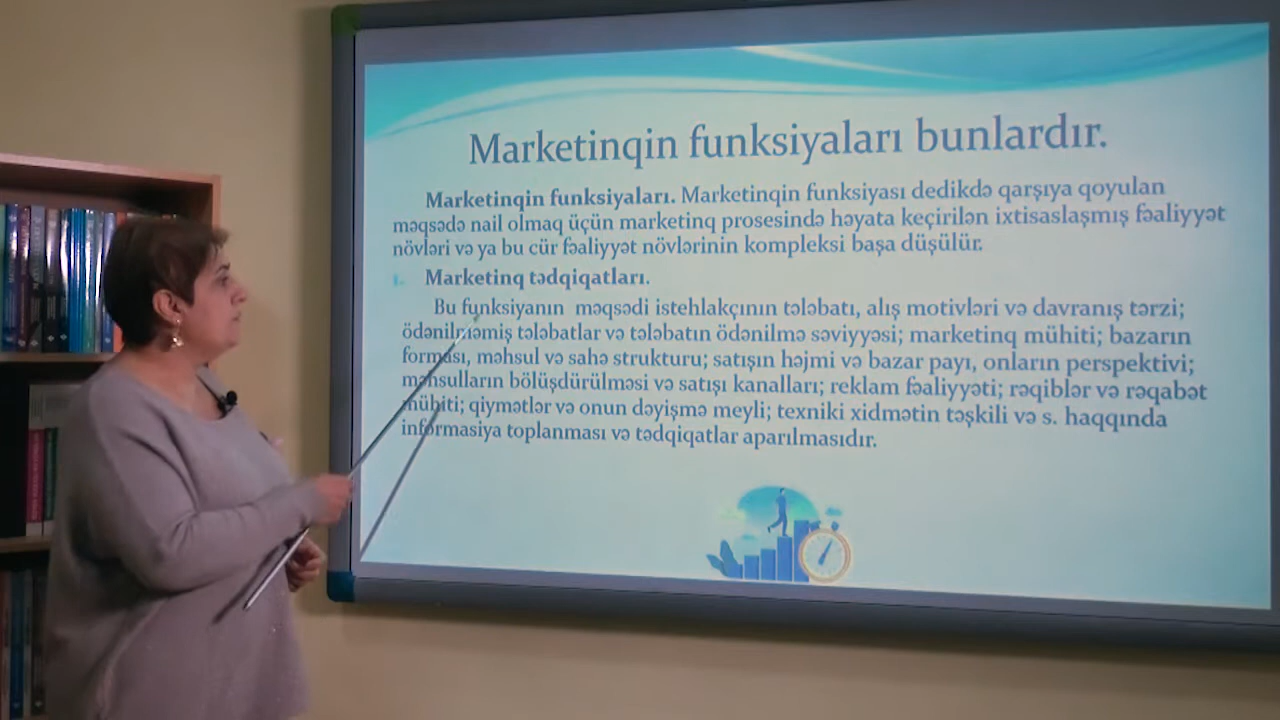 Marketinqin funksiyaları bunlardır.
Marketinqin funksiyaları. Marketinqin funksiyası dedikdə qarşıya qoyulan
məqsədə nail olmaq üçün marketinq prosesində həyata keçirilən ixtisaslaşmış fəaliyyət
növləri və ya bu cür fəaliyyət növlərinin kompleksi başa düşülür.
Marketinq tədqiqatları.
Bu funksiyanın məqsədi istehlakçının tələbatı, alış motivləri və davranış tərzi;
ödənilməmiş tələbatlar və tələbatın ödənilmə səviyyəsi; marketinq mühiti; bazarın
forması, məhsul və sahə strukturu; satışın həjmi və bazar payı, onların perspektivi;
məhsulların bölüşdürülməsi və satışı kanalları; reklam fəaliyyəti; rəqiblər və rəqabət
mühiti; qiymətlər və onun dəyişmə meyli; texniki xidmətin təşkili və s. haqqında
informasiya toplanması və tədqiqatlar aparılmasıdır.